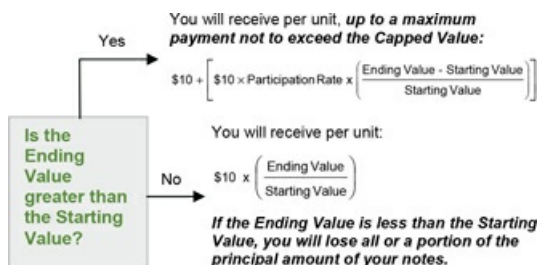 You will receive per unit, up to a maximum
payment not to exceed the Capped Value:
Yes
$10 + [$10 × Participation Rate x (Ending Value - Starting Value / Starting Value)]
Is the
Ending
Value
greater than
the Starting
Value?
You will receive per unit:
No
$10 x (Ending Value / Starting Value)
If the Ending Value is less than the Starting
Value, you will lose all or a portion of the
principal amount of your notes.